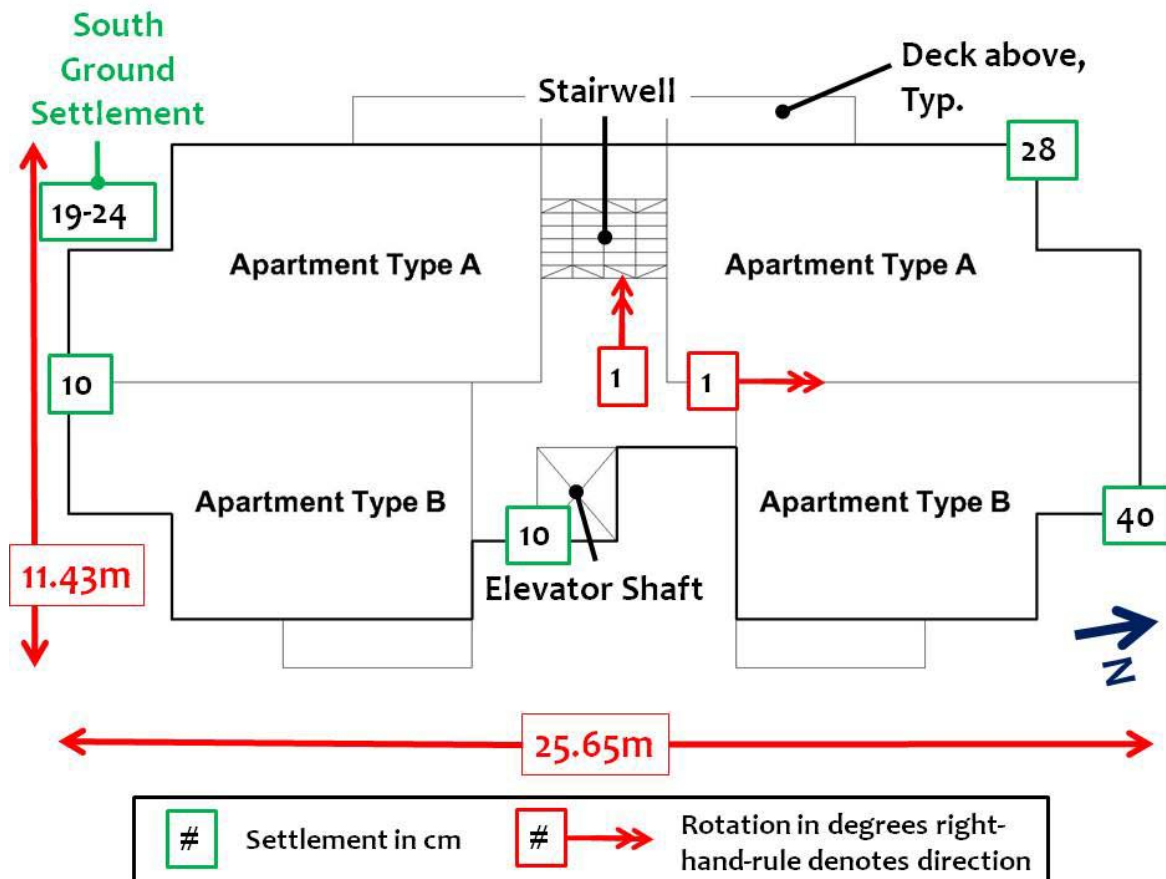 South
Ground
Settlement
Stairwell
Deck above,
Typ.
28
19-24
Apartment Type A
Apartment Type A
10
1
1
Apartment Type B
Apartment Type B
10
40
11.43m
Elevator Shaft
N
25.65m
# Settlement in cm
# Rotation in degrees right-
hand-rule denotes direction